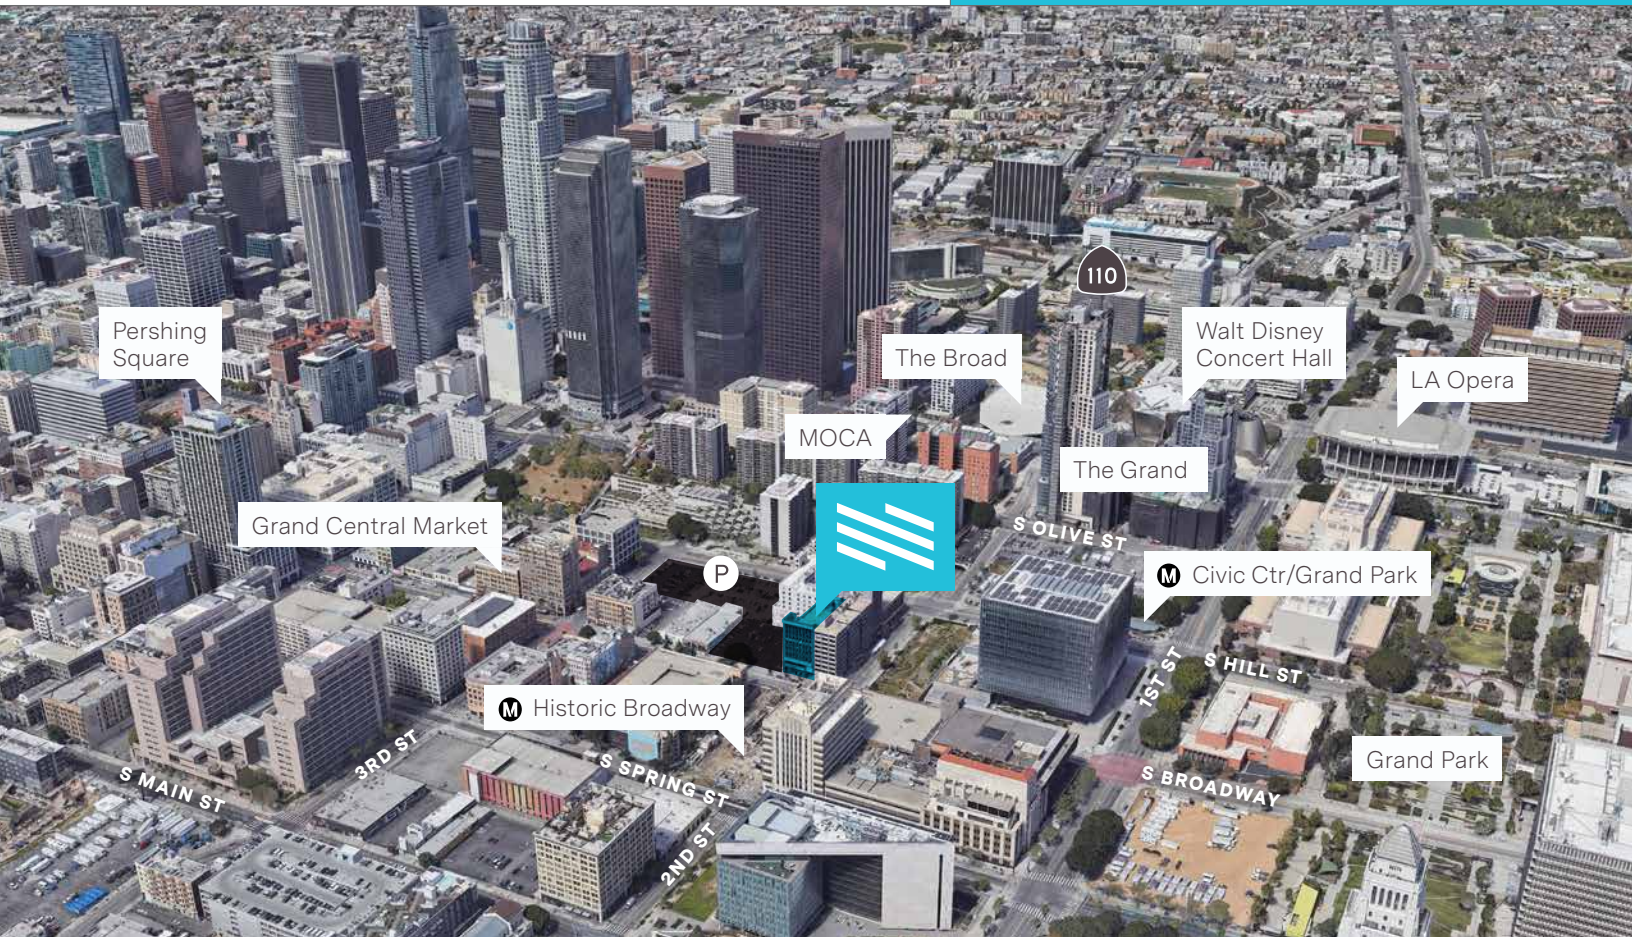 110
Pershing
Square
The Broad
Walt Disney
Concert Hall
LA Opera
MOCA
The Grand
Grand Central Market
S OLIVE ST
P
M Civic Ctr/Grand Park
1ST ST
S HILL ST
M Historic Broadway
3RD ST
S SPRING ST
S MAIN ST
Grand Park
S BROADWAY
2ND ST